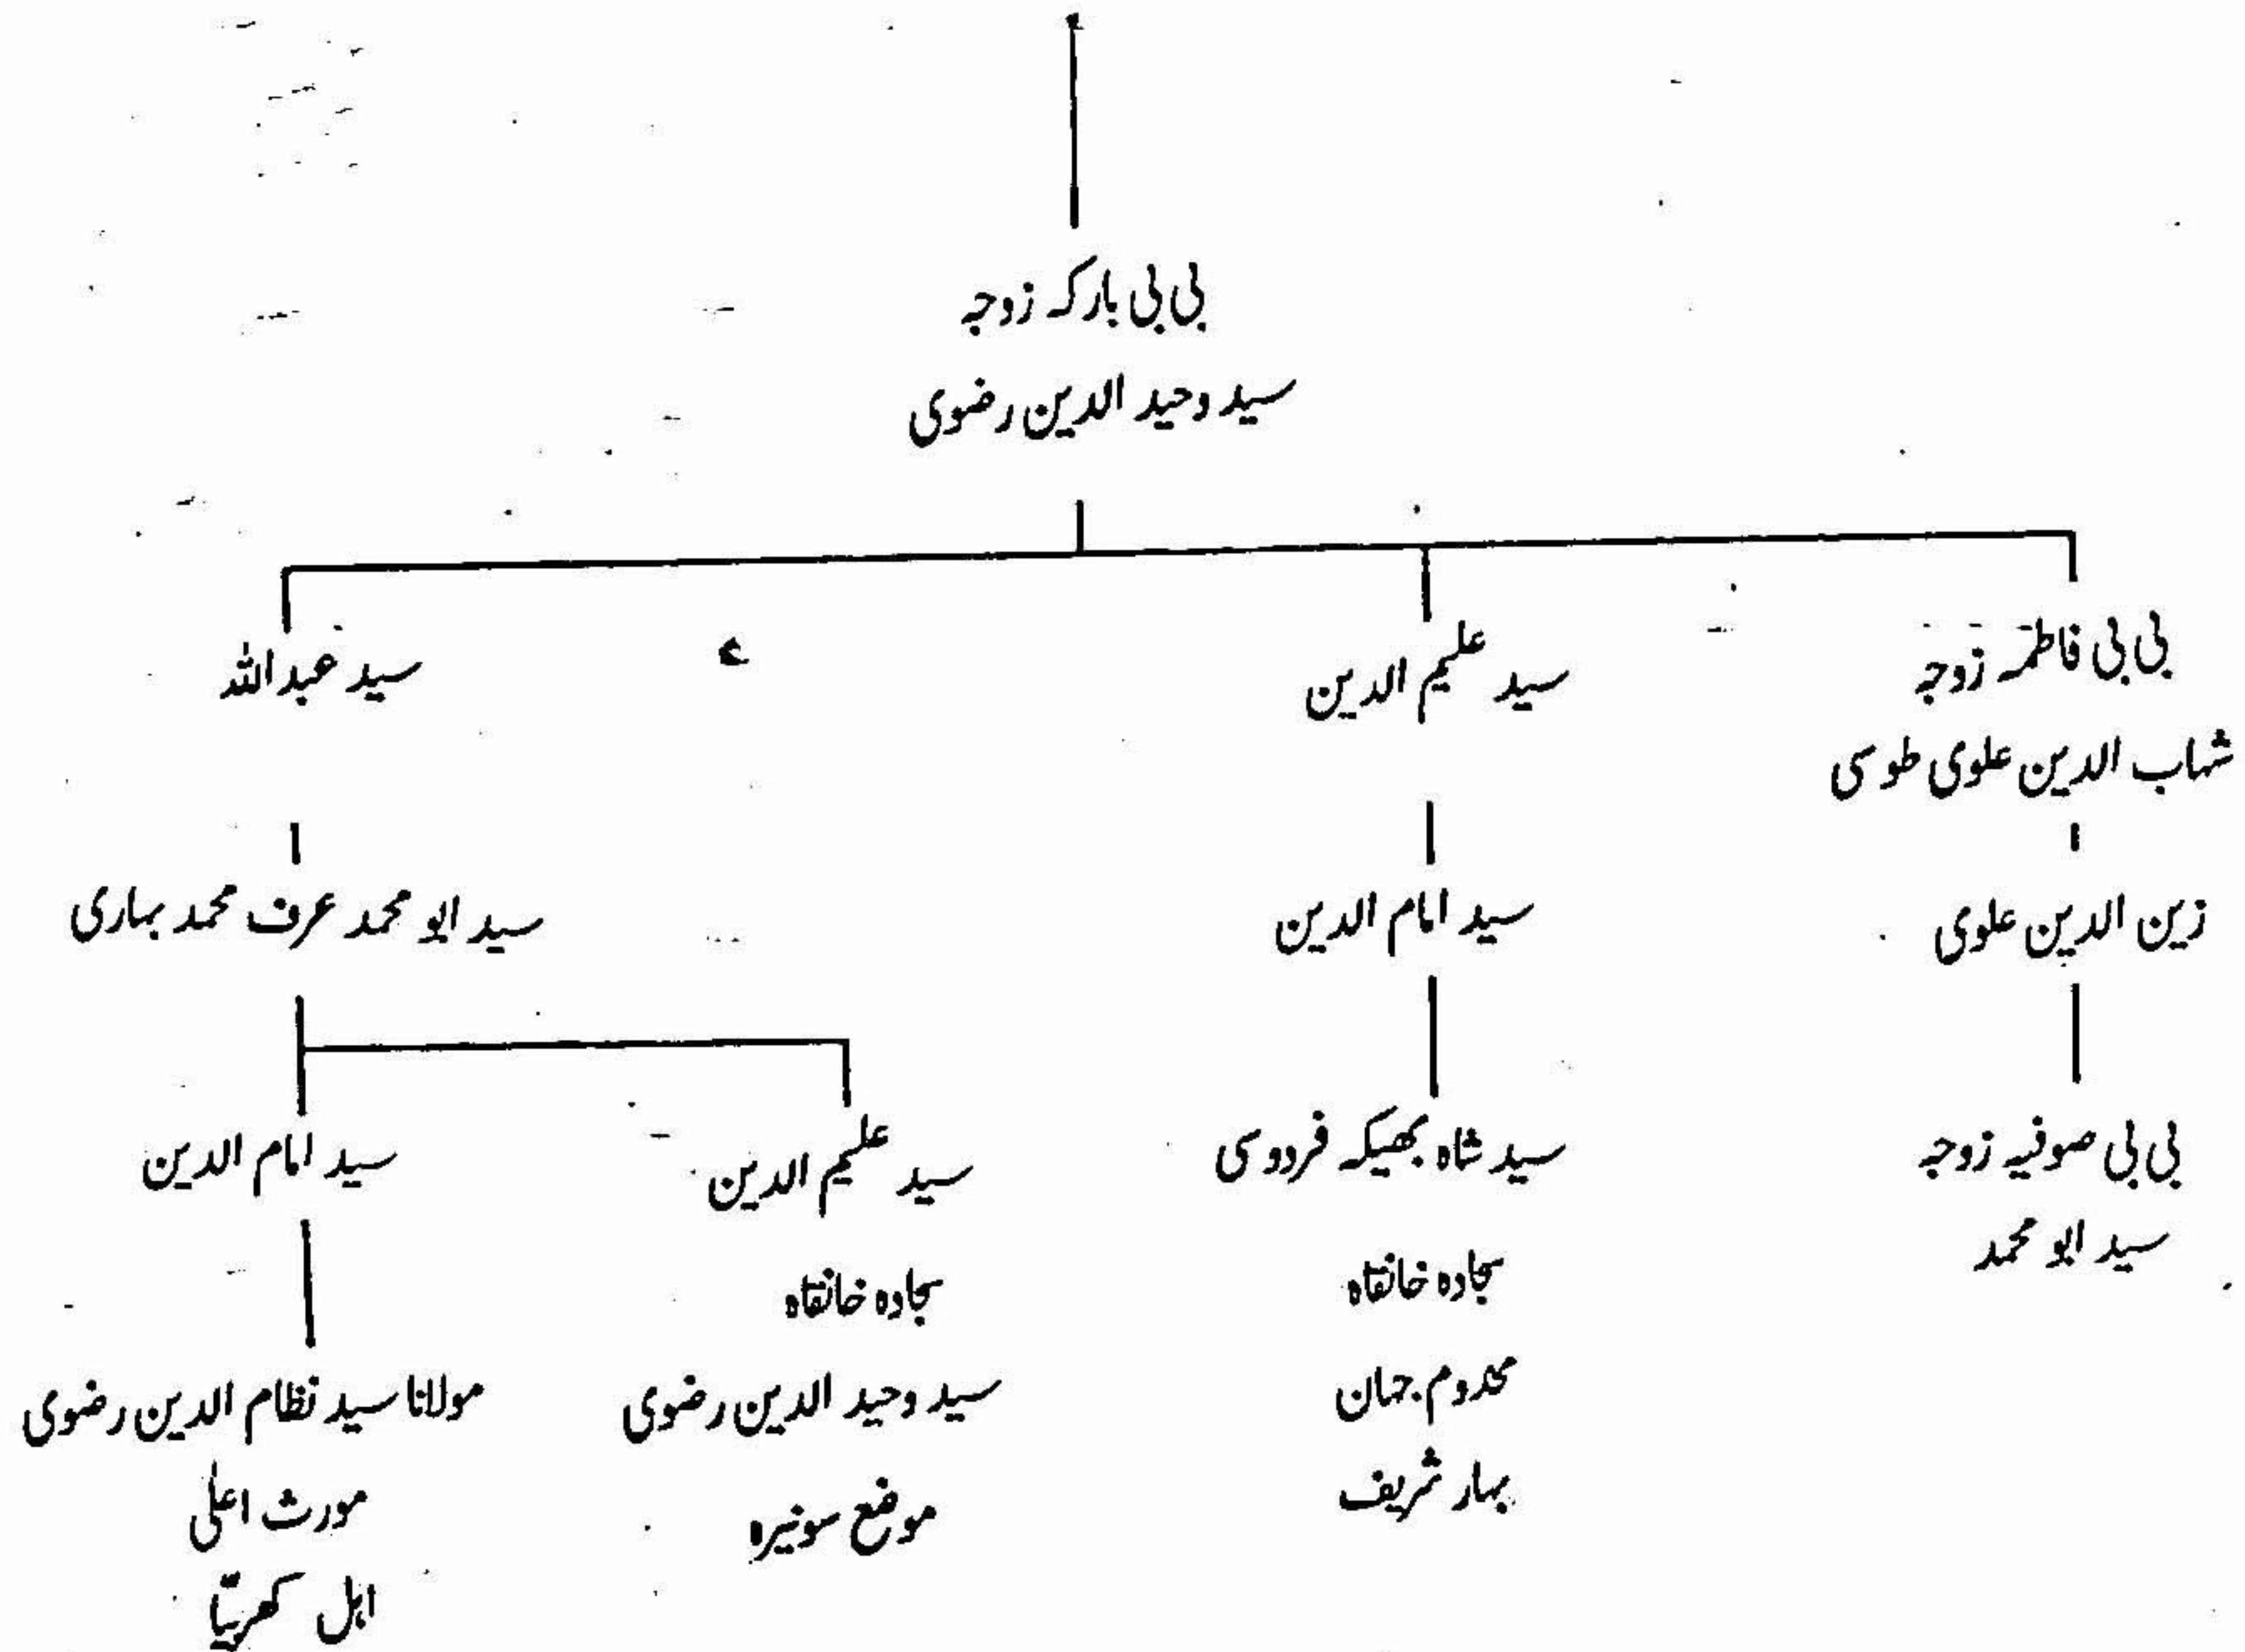 بی بی بارکہ زوجہ
سید وحید الدین رضوی
بی بی فاطمہ زوجہ
شہاب الدین علوی طوسی
زین الدین علوی
بی بی صوفیہ زوجہ
سید ابو محمد
سید علیم الدین
سید امام الدین
سید شاہ بھیکہ فردوسی
سجادہ خانقاہ
مخدوم جہان
بہار شریف
سید عبد اللہ
سید ابو محمد عرف محمد بہاری
سید علیم الدین
سجادہ خانقاہ
سید وحید الدین رضوی
موضع
سید امام الدین
مولانا سید نظام الدین رضوی
مورث اعلی
اہل